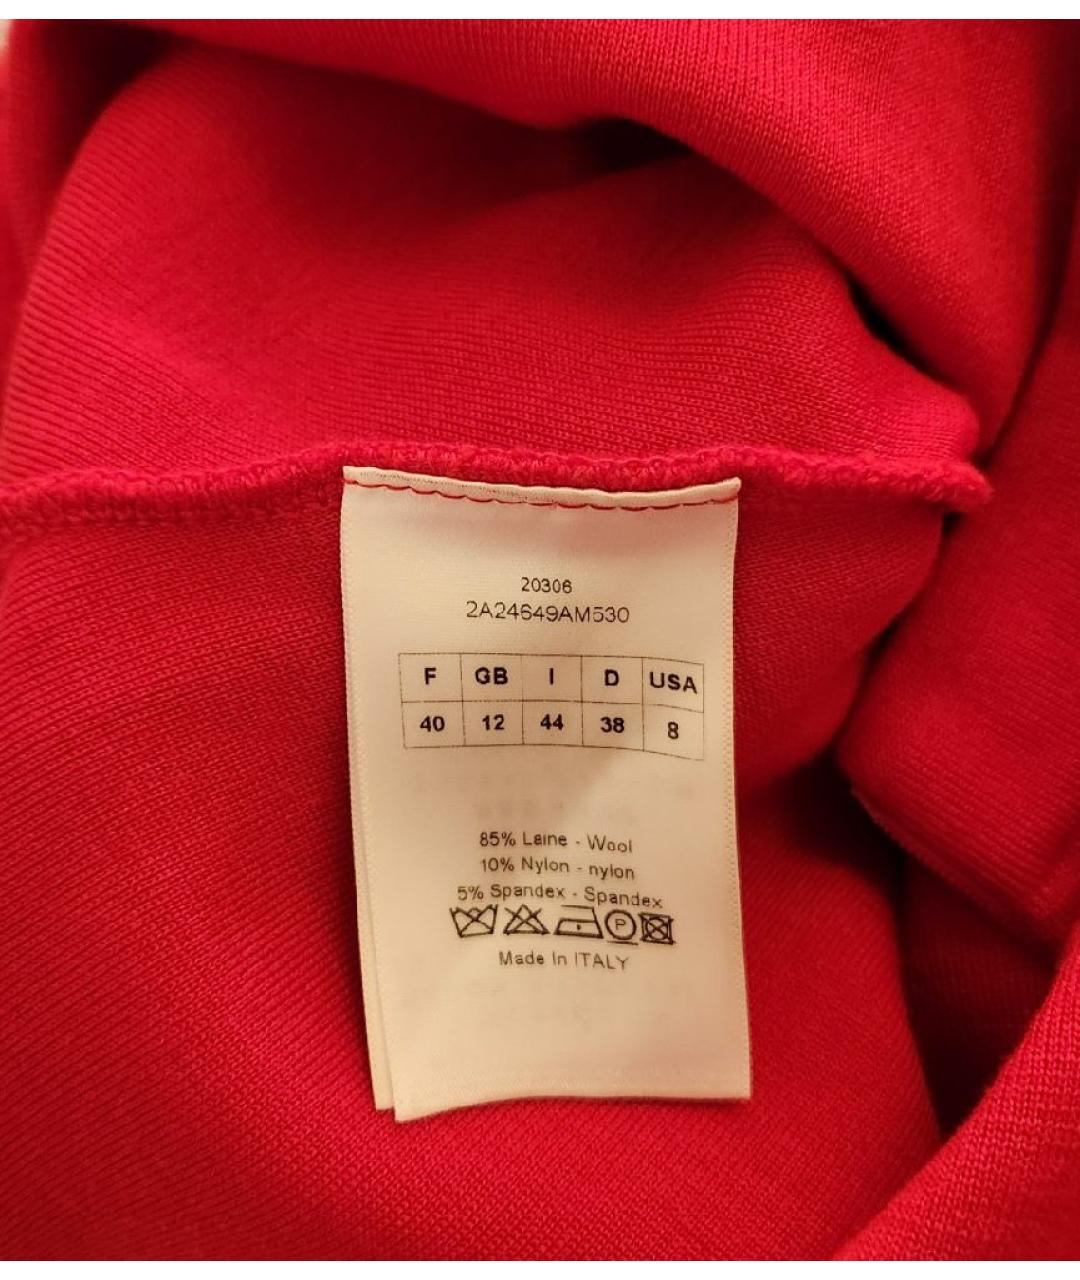 20306
2A24649AM530
F GB I D USA
40 12 44 38 8
85% Laine - Wool
10% Nylon - nylon
5% Spandex - Spandex
P
Made In ITALY